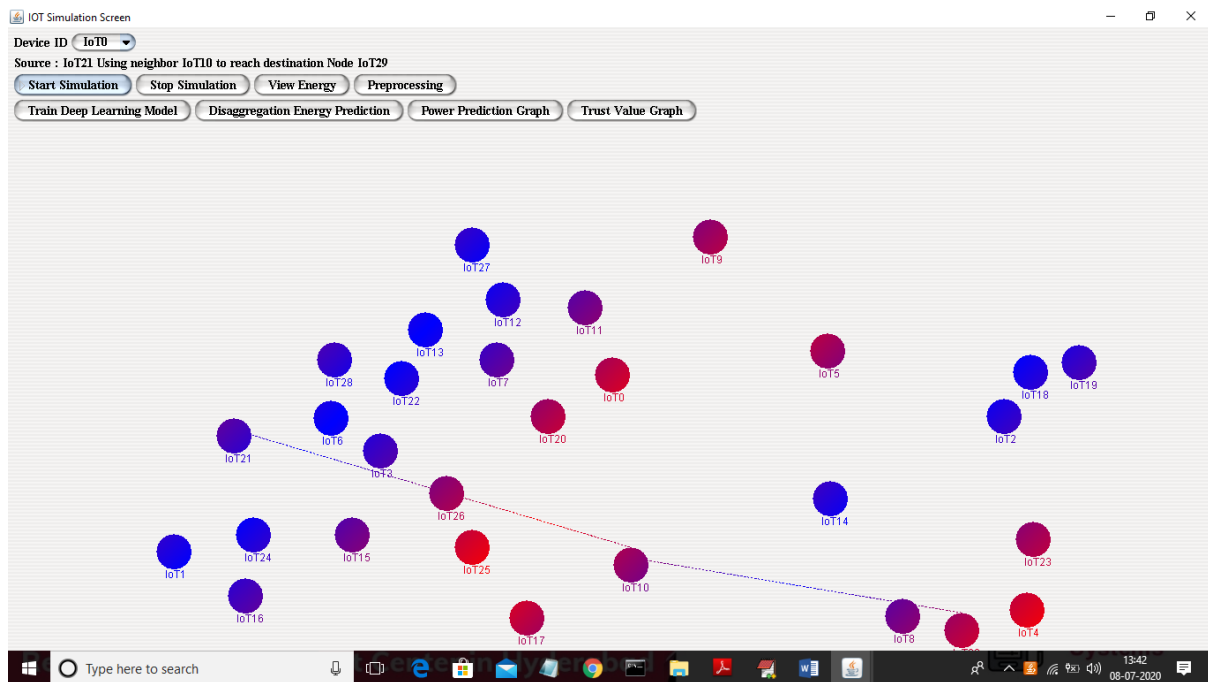 IOT Simulation Screen
Device ID IoT0
Source : IoT21 Using neighbor IoT10 to reach destination Node IoT29
Start Simulation Stop Simulation View Energy Preprocessing
Train Deep Learning Model Disaggregation Energy Prediction Power Prediction Graph Trust Value Graph
IoT9
IoT27
IoT12
IoT11
IoT13
IoT5
IoT28
IoT7
IoT19
IoT18
IoT22
IoT0
IoT6
IoT20
IoT2
IoT21
IoT3
IoT26
IoT14
IoT24
IoT15
IoT23
IoT25
IoT1
IoT10
IoT16
IoT17
IoT8
IoT4
Type here to search
13:42
08-07-2020